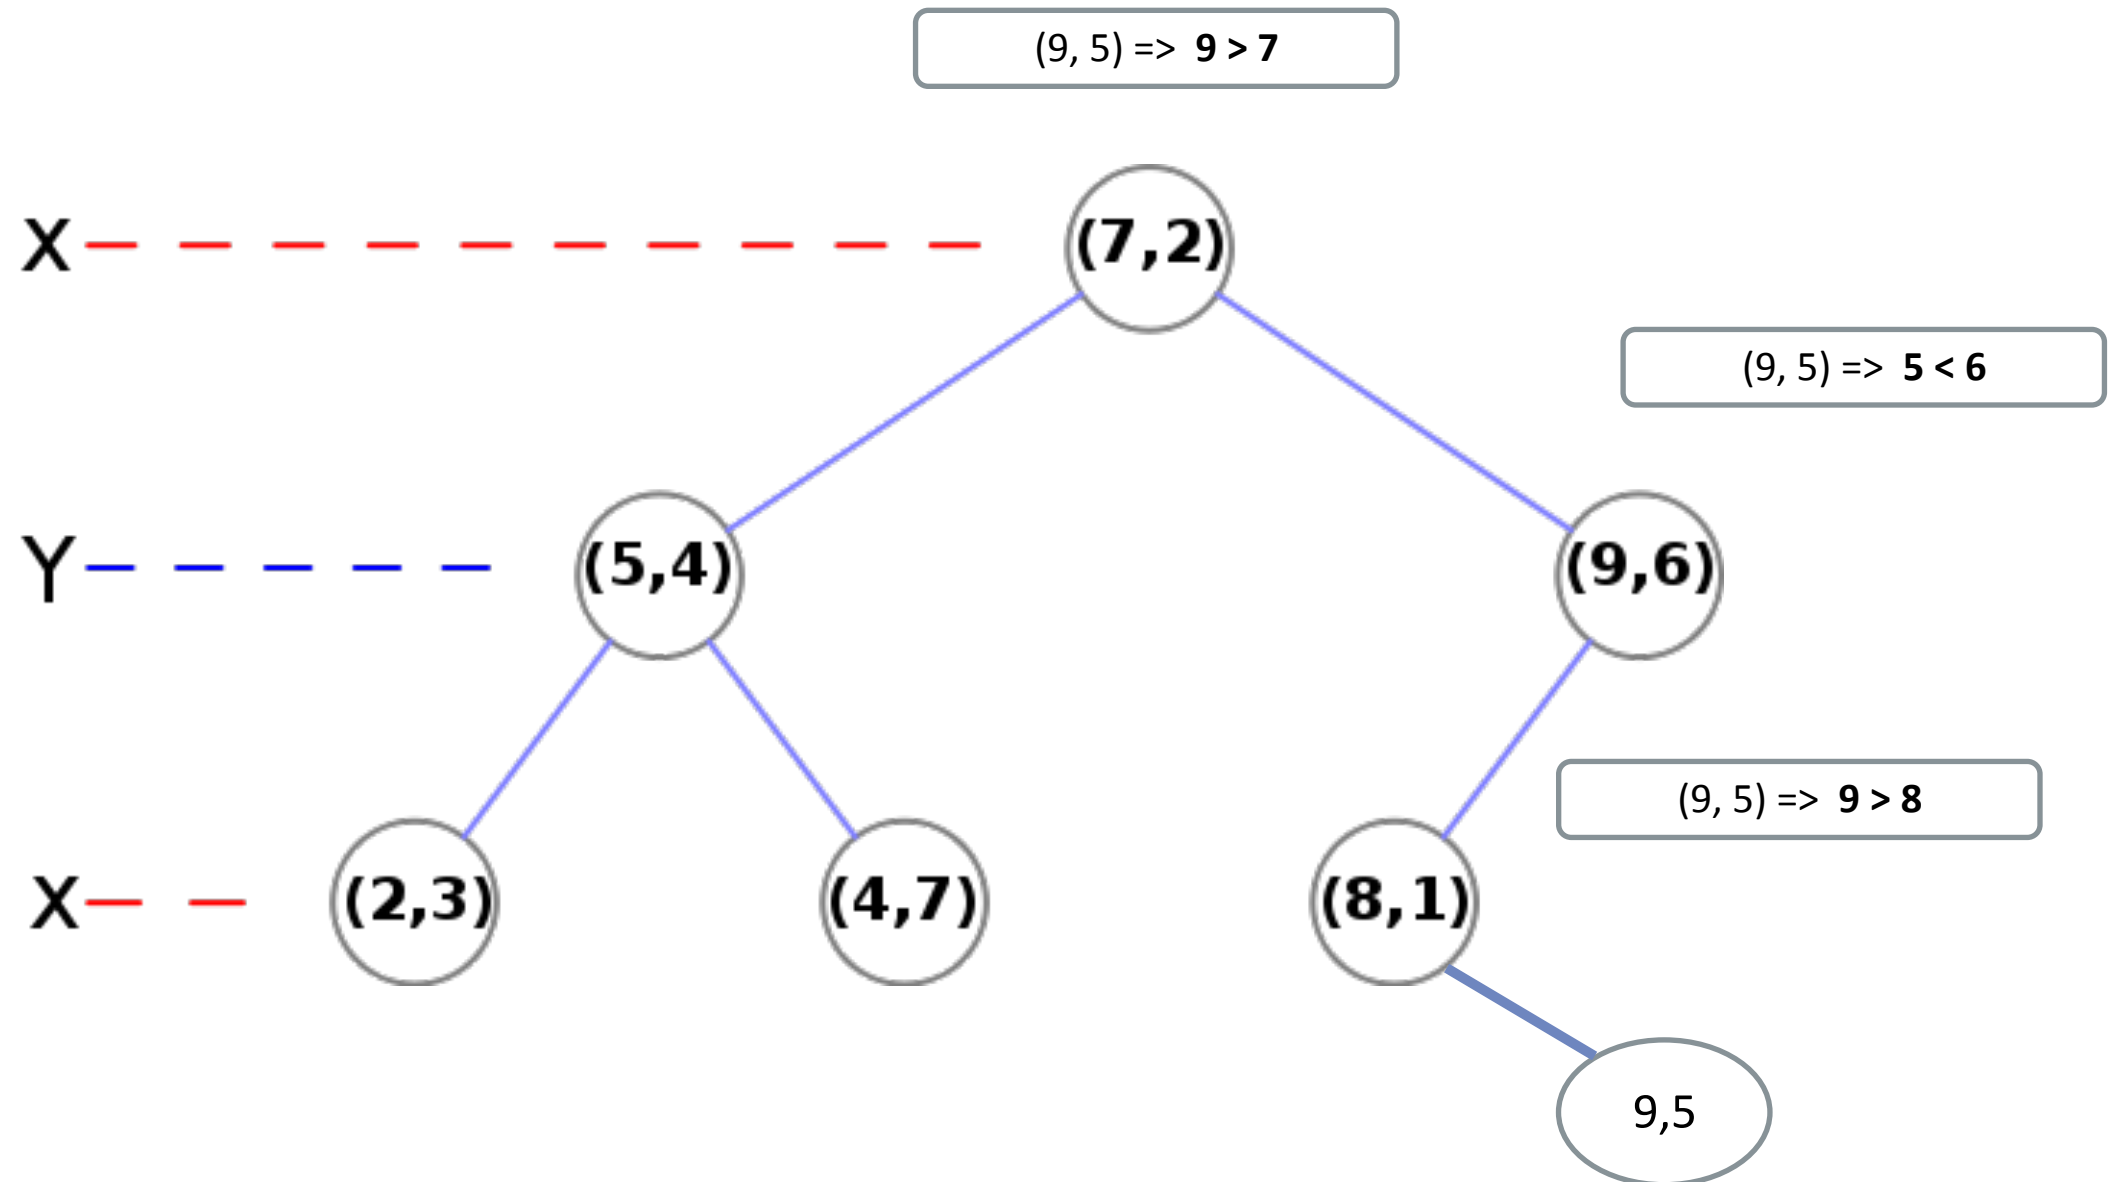 (9, 5) => 9 > 7
X
(7,2)
(9, 5) => 5 < 6
Y
(5,4)
(9,6)
(9, 5) => 9 > 8
X
(2,3)
(4,7)
(8,1)
9,5